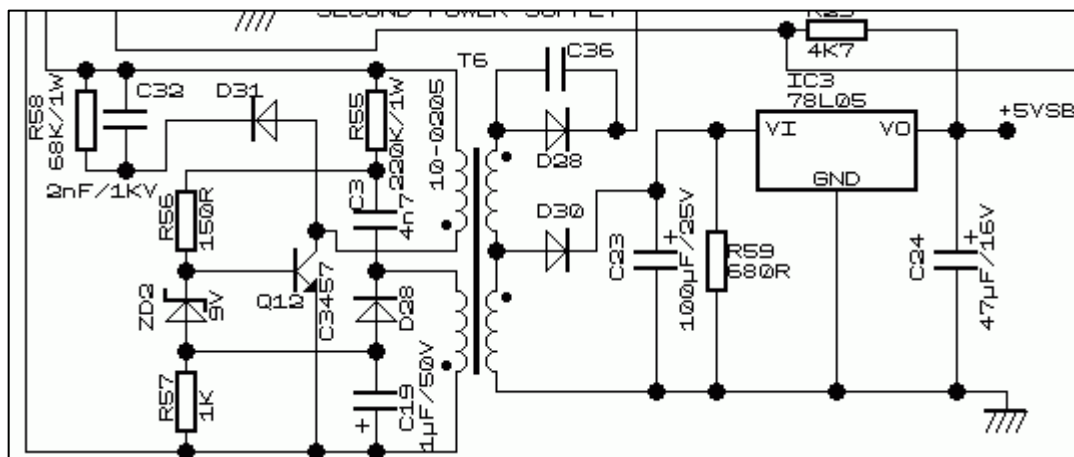 SECOND POWER SUPPLY
R58
68K/1W
C32
2nF/1KV
D31
R55
220K/1W
10-0205
T6
C36
D28
R25
4K7
IC3
78L05
VI
VO
GND
+5VSB
R56
150R
C3
4n7
D30
C23
100µF/25V
R59
680R
C24
47µF/16V
ZD2
9V
Q12
C3457
D28
R57
1K
C19
1µF/50V
+
+
+